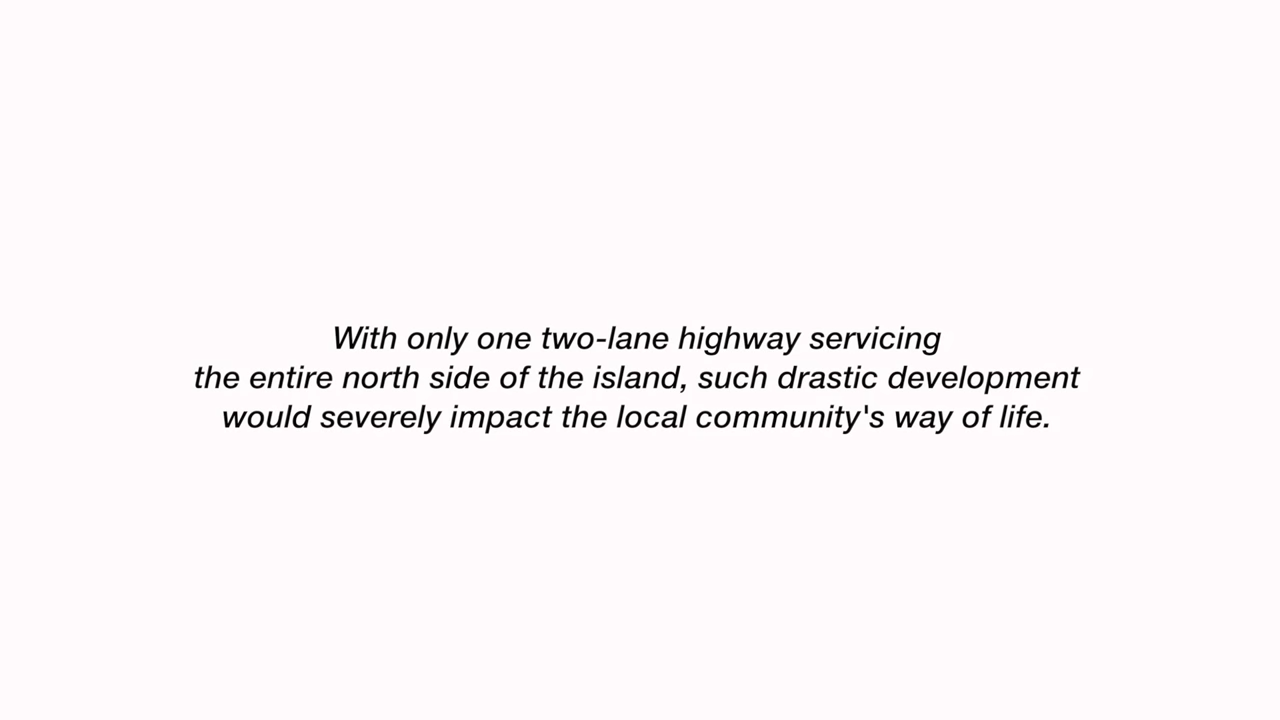 With only one two-lane highway servicing
the entire north side of the island, such drastic development
would severely impact the local community's way of life.